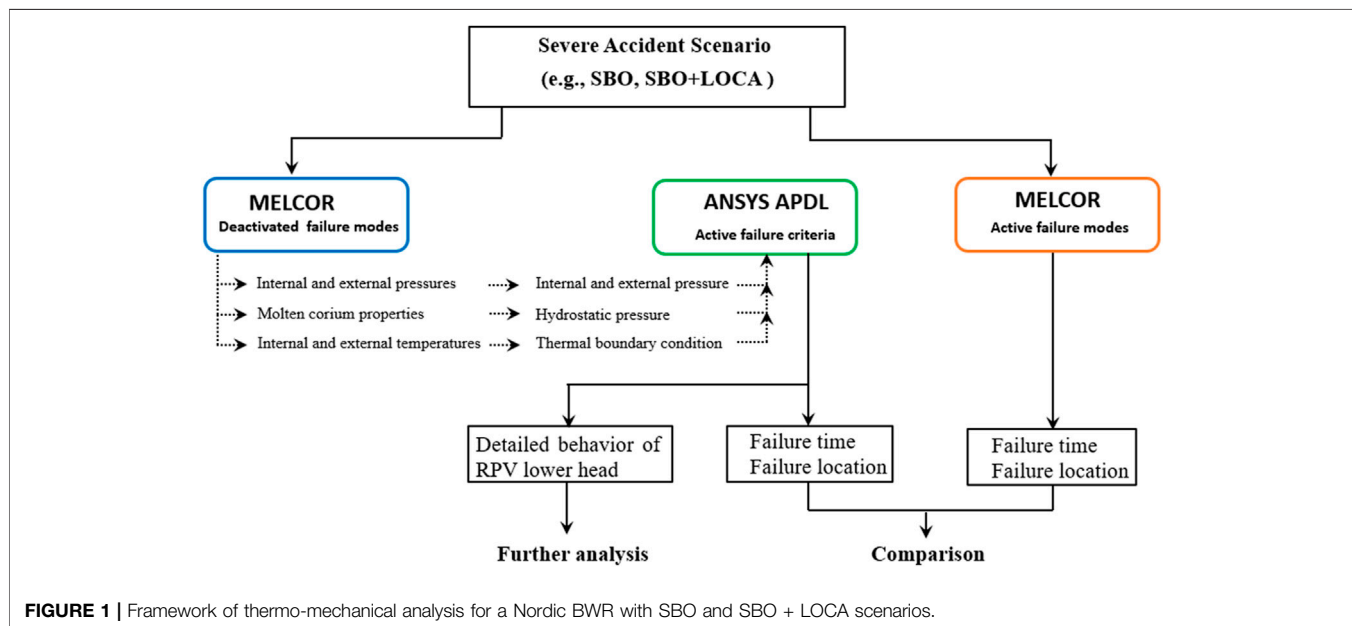 Severe Accident Scenario
(e.g., SBO, SBO+LOCA )
MELCOR
Deactivated failure modes
ANSYS APDL
Active failure criteria
MELCOR
Active failure modes
Internal and external pressures
Internal and external pressure
Molten corium properties
Hydrostatic pressure
Internal and external temperatures
Thermal boundary condition
Detailed behavior of
RPV lower head
Failure time
Failure location
Failure time
Failure location
Further analysis
Comparison
FIGURE 1 | Framework of thermo-mechanical analysis for a Nordic BWR with SBO and SBO + LOCA scenarios.